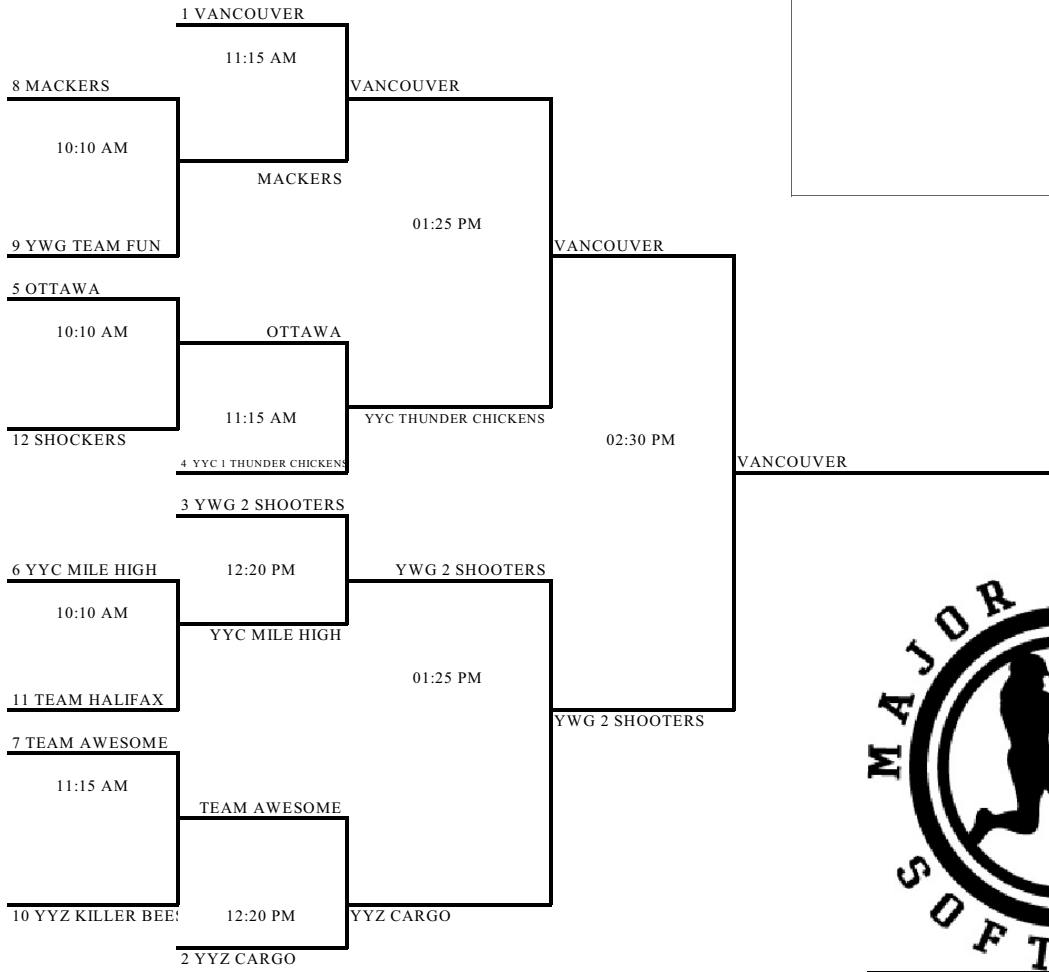 1 VANCOUVER
11:15 AM
8 MACKERS
VANCOUVER
10:10 AM
MACKERS
01:25 PM
9 YWG TEAM FUN
VANCOUVER
5 OTTAWA
10:10 AM
OTTAWA
11:15 AM
YYC THUNDER CHICKENS
12 SHOCKERS
02:30 PM
4 YYC 1 THUNDER CHICKENS
VANCOUVER
3 YWG 2 SHOOTERS
6 YYC MILE HIGH
12:20 PM
YWG 2 SHOOTERS
10:10 AM
YYC MILE HIGH
01:25 PM
11 TEAM HALIFAX
YWG 2 SHOOTERS
7 TEAM AWESOME
11:15 AM
TEAM AWESOME
10 YYZ KILLER BEES
12:20 PM
YYZ CARGO
2 YYZ CARGO
MAJOR
SOFT